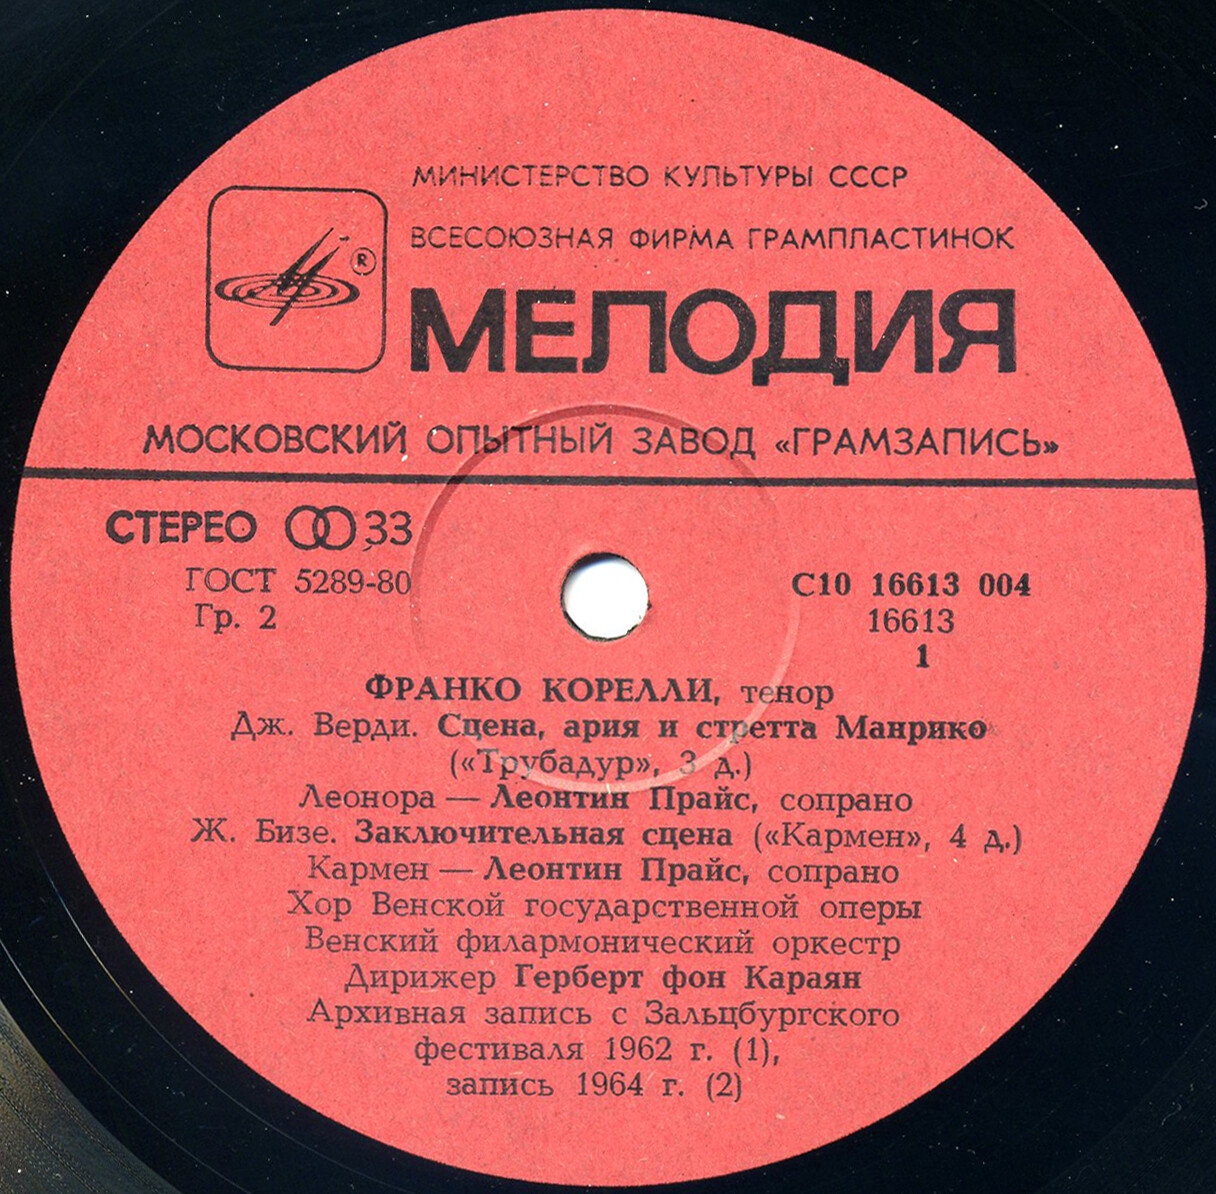 МИНИСТЕРСТВО КУЛЬТУРЫ СССР
ВСЕСОЮЗНАЯ ФИРМА ГРАМПЛАСТИНОК
®
МЕЛОДИЯ
МОСКОВСКИЙ ОПЫТНЫЙ ЗАВОД «ГРАМЗАПИСЬ»
СТЕРЕО 33
ГОСТ 5289-80
Гр. 2
С10 16613 004
16613
1
ФРАНКО КОРЕЛЛИ, тенор
Дж. Верди. Сцена, ария и стретта Манрико
(«Трубадур», 3 д.)
Леонора — Леонтин Прайс, сопрано
Ж. Бизе. Заключительная сцена («Кармен», 4 д.)
Кармен — Леонтин Прайс, сопрано
Хор Венской государственной оперы
Венский филармонический оркестр
Дирижер Герберт фон Караян
Архивная запись с Зальцбургского
фестиваля 1962 г. (1),
запись 1964 г. (2)